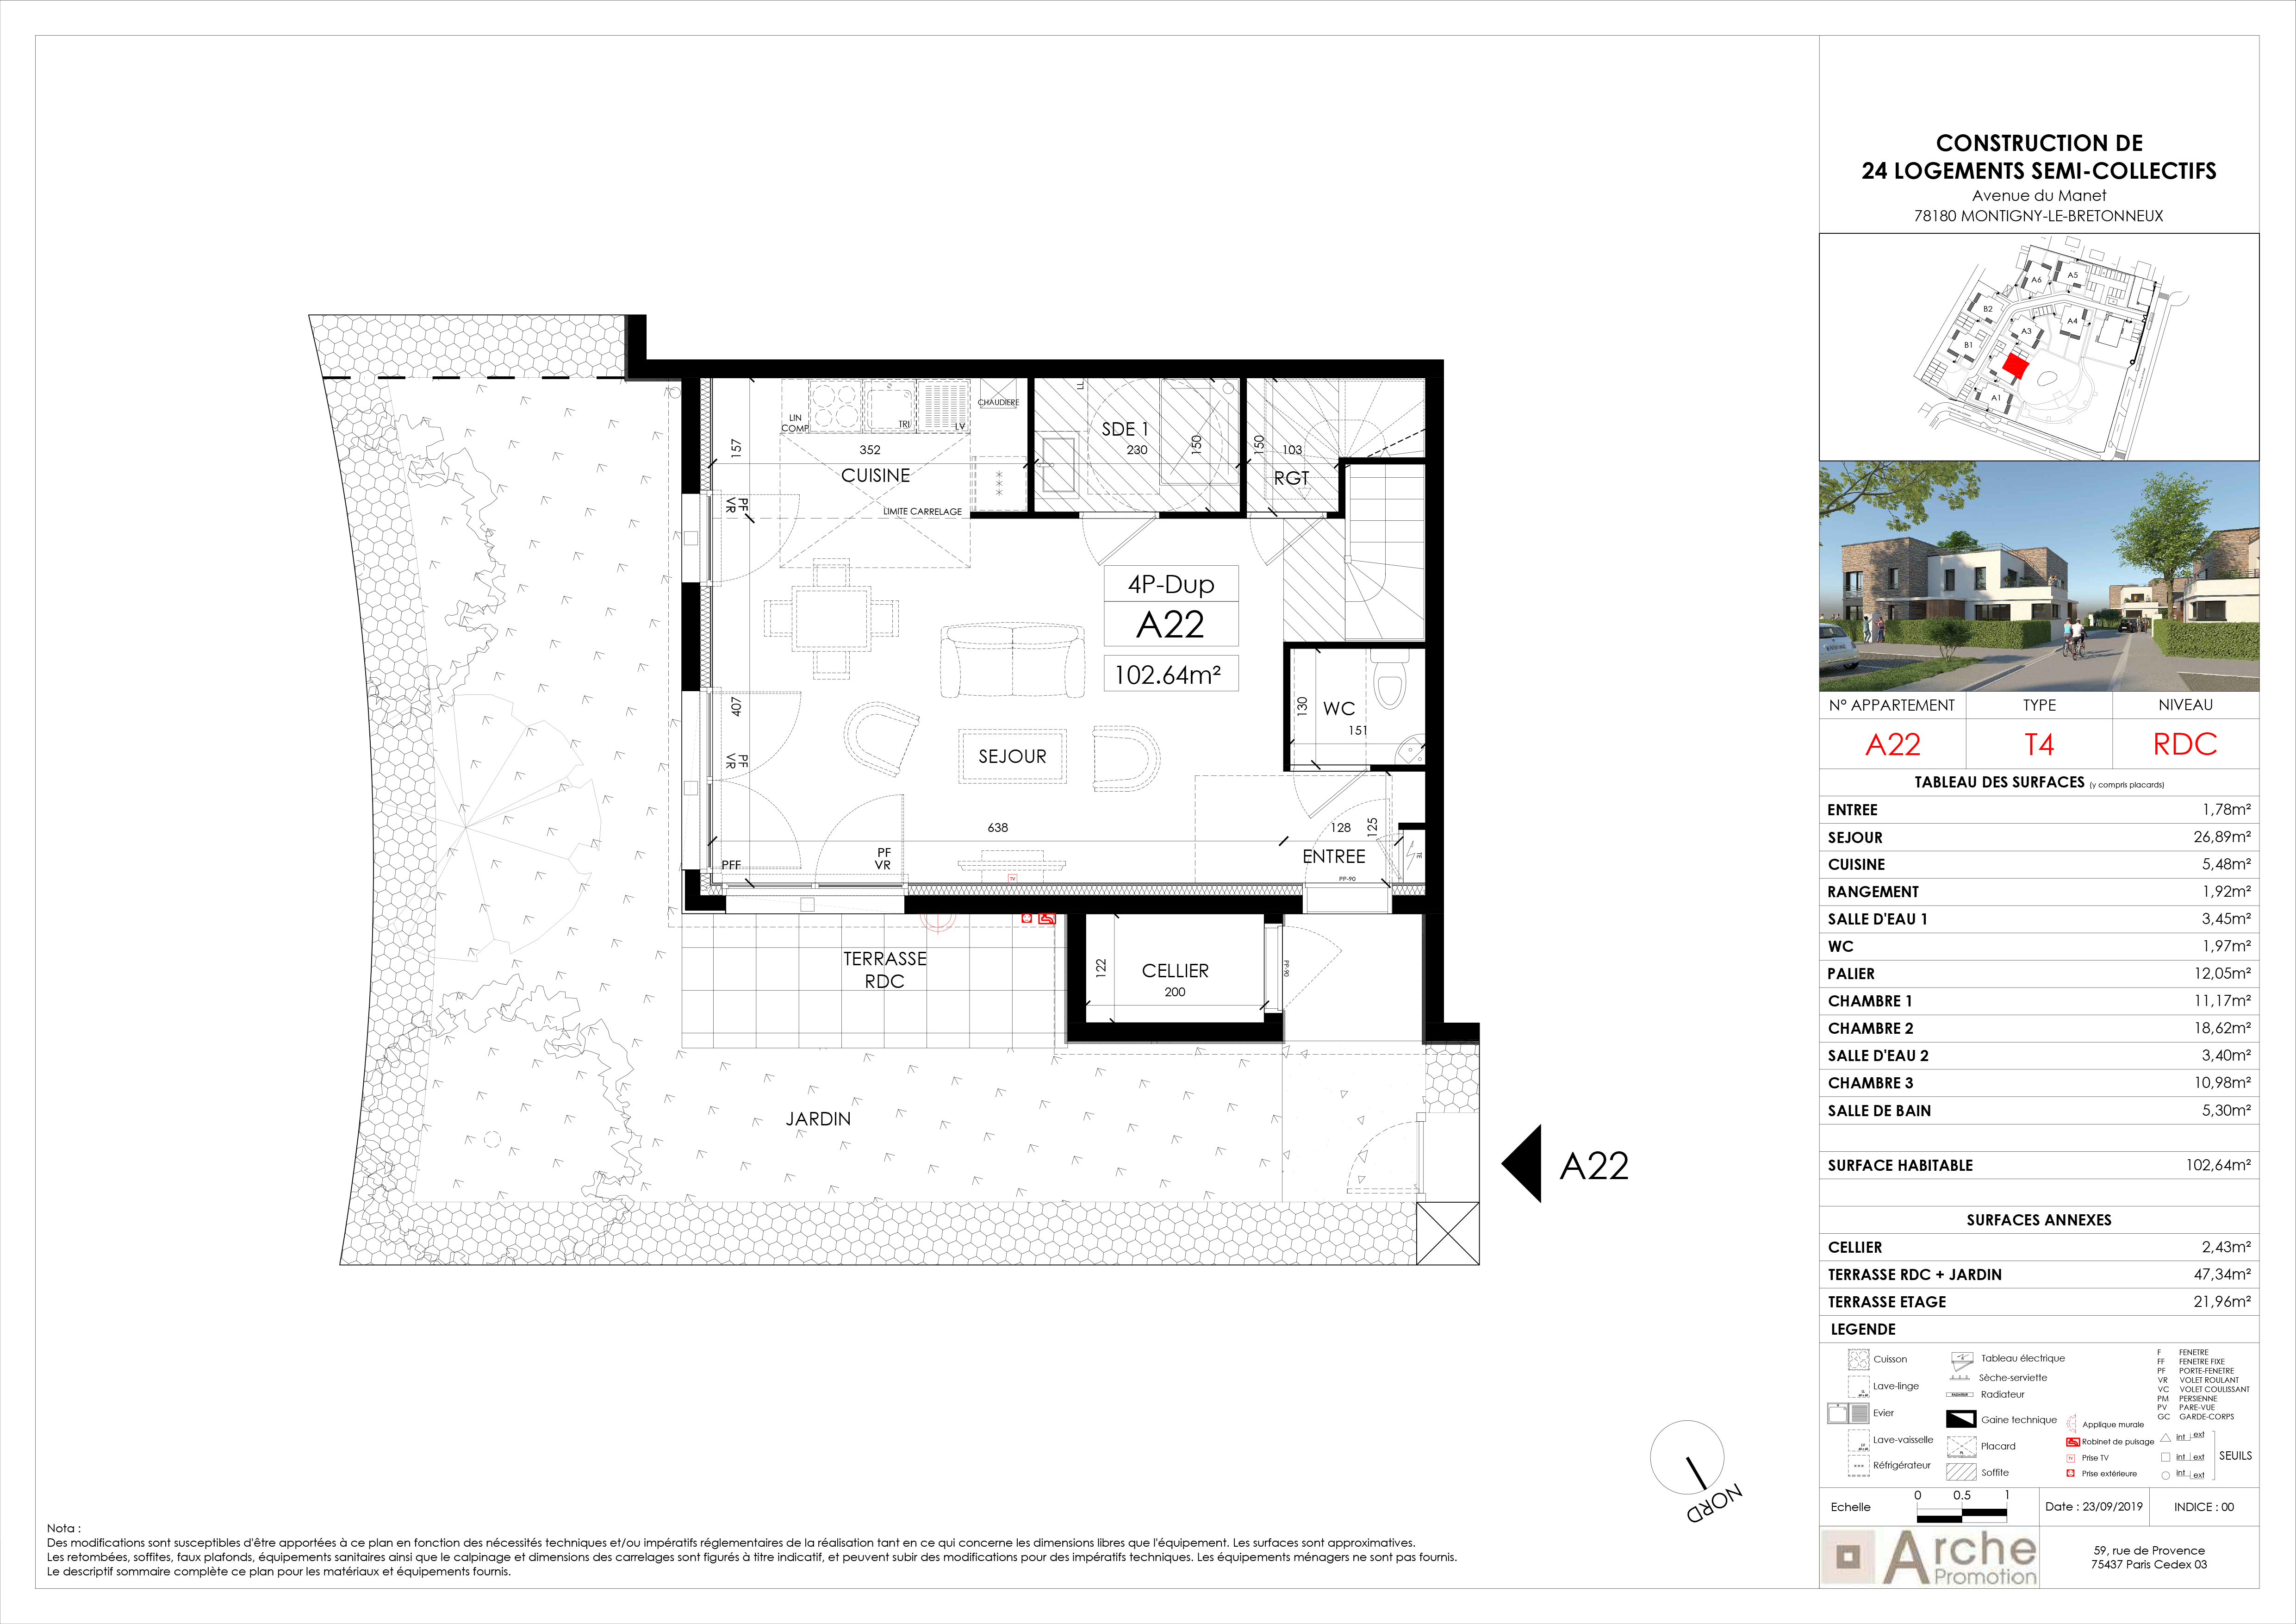 CONSTRUCTION DE
24 LOGEMENTS SEMI-COLLECTIFS
Avenue du Manet
78180 MONTIGNY-LE-BRETONNEUX
A6
A5
B2
A4
A3
B1
A1
N° APPARTEMENT
TYPE
NIVEAU
A22
T4
RDC
TABLEAU DES SURFACES (y compris placards)
ENTREE 1,78m²
SEJOUR 26,89m²
CUISINE 5,48m²
RANGEMENT 1,92m²
SALLE D'EAU 1 3,45m²
WC 1,97m²
PALIER 12,05m²
CHAMBRE 1 11,17m²
CHAMBRE 2 18,62m²
SALLE D'EAU 2 3,40m²
CHAMBRE 3 10,98m²
SALLE DE BAIN 5,30m²
SURFACE HABITABLE 102,64m²
SURFACES ANNEXES
CELLIER 2,43m²
TERRASSE RDC + JARDIN 47,34m²
TERRASSE ETAGE 21,96m²
LEGENDE
Cuisson
Lave-linge
Evier
Lave-vaisselle
Réfrigérateur
Tableau électrique
Sèche-serviette
RADIATEUR
Radiateur
Gaine technique
Placard
Soffite
Applique murale
Robinet de puisage
TV
Prise TV
Prise extérieure
F FENETRE
FF FENETRE FIXE
PF PORTE-FENETRE
VR VOLET ROULANT
VC VOLET COULISSANT
PM PERSIENNE
PV PARE-VUE
GC GARDE-CORPS
int ext
int ext
int ext
SEUILS
Echelle
0 0.5 1
Date : 23/09/2019
INDICE : 00
Arche
Promotion
59, rue de Provence
75437 Paris Cedex 03
LIN
COMP
TRI
LV
CHAUDIERE
LL
157
352
CUISINE
LIMITE CARRELAGE
PF
VR
SDE 1
230
150
150
103
RGT
4P-Dup
A22
102.64m²
407
PF
VR
SEJOUR
130
WC
151
638
128
125
ENTREE
TE
PP-90
PFF
PF
VR
TV
TERRASSE
RDC
122
CELLIER
200
PP-90
JARDIN
A22
NORD
Nota :
Des modifications sont susceptibles d'être apportées à ce plan en fonction des nécessités techniques et/ou impératifs réglementaires de la réalisation tant en ce qui concerne les dimensions libres que l'équipement. Les surfaces sont approximatives.
Les retombées, soffites, faux plafonds, équipements sanitaires ainsi que le calpinage et dimensions des carrelages sont figurés à titre indicatif, et peuvent subir des modifications pour des impératifs techniques. Les équipements ménagers ne sont pas fournis.
Le descriptif sommaire complète ce plan pour les matériaux et équipements fournis.